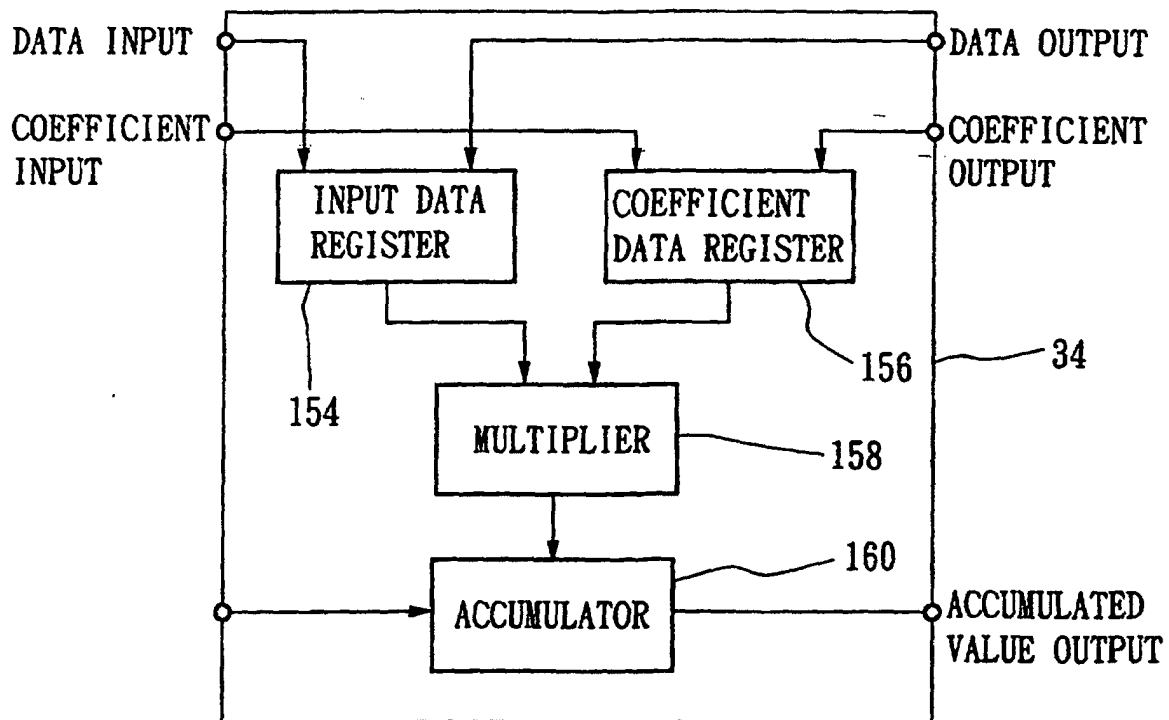 DATA INPUT
DATA OUTPUT
COEFFICIENT
INPUT
COEFFICIENT
OUTPUT
INPUT DATA
REGISTER
COEFFICIENT
DATA REGISTER
154
156
34
MULTIPLIER
158
160
ACCUMULATOR
ACCUMULATED
VALUE OUTPUT